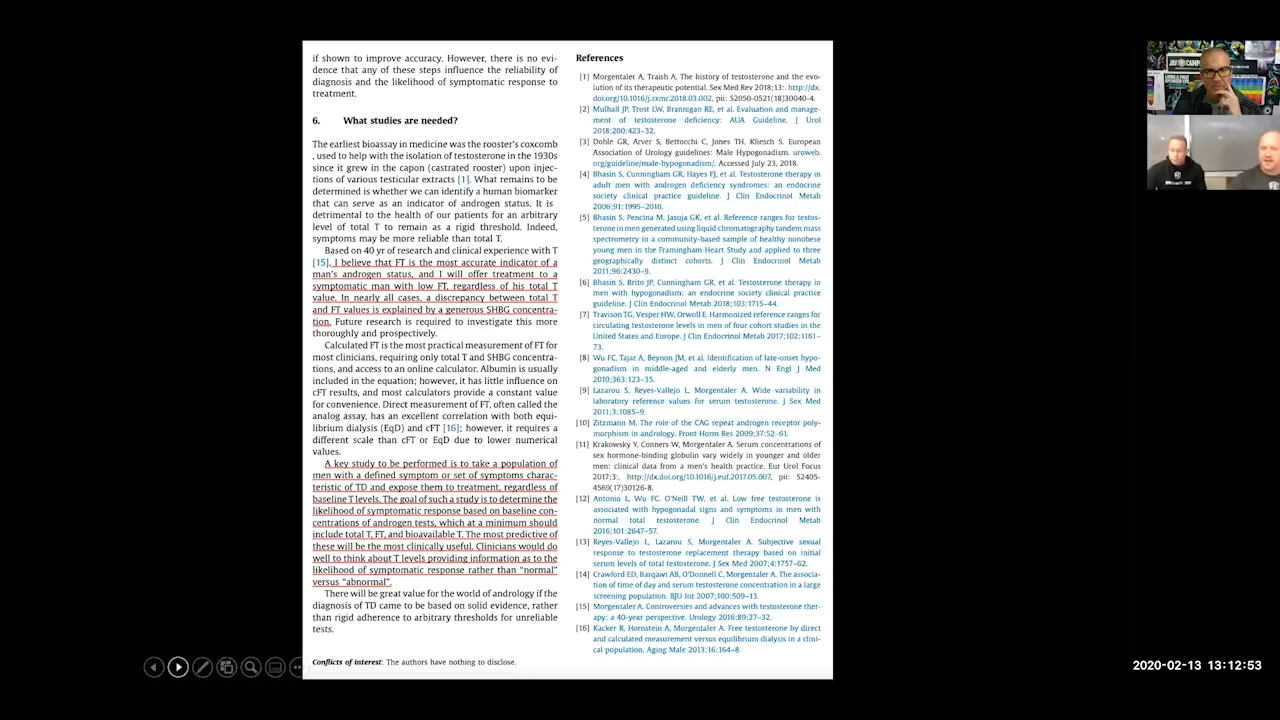 if shown to improve accuracy. However, there is no evi-
dence that any of these steps influence the reliability of
diagnosis and the likelihood of symptomatic response to
treatment.
6. What studies are needed?
The earliest bioassay in medicine was the rooster's coxcomb
, used to help with the isolation of testosterone in the 1930s
since it grew in the capon (castrated rooster) upon injec-
tions of various testicular extracts [1]. What remains to be
determined is whether we can identify a human biomarker
that can serve as an indicator of androgen status. It is
detrimental to the health of our patients for an arbitrary
level of total T to remain as a rigid threshold. Indeed,
symptoms may be more reliable than total T.
Based on 40 yr of research and clinical experience with T
[15], I believe that FT is the most accurate indicator of a
man's androgen status, and I will offer treatment to a
symptomatic man with low FT, regardless of his total T
value. In nearly all cases, a discrepancy between total T
and FT values is explained by a generous SHBG concentra-
tion. Future research is required to investigate this more
thoroughly and prospectively.
Calculated FT is the most practical measurement of FT for
most clinicians, requiring only total T and SHBG concentra-
tions, and access to an online calculator. Albumin is usually
included in the equation; however, it has little influence on
cFT results, and most calculators provide a constant value
for convenience. Direct measurement of FT, often called the
analog assay, has an excellent correlation with both equi-
librium dialysis (EqD) and cFT [16]; however, it requires a
different scale than cFT or EqD due to lower numerical
values.
A key study to be performed is to take a population of
men with a defined symptom or set of symptoms charac-
teristic of TD and expose them to treatment, regardless of
baseline T levels. The goal of such a study is to determine the
likelihood of symptomatic response based on baseline con-
centrations of androgen tests, which at a minimum should
include total T, FT, and bioavailable T. The most predictive of
these will be the most clinically useful. Clinicians would do
well to think about T levels providing information as to the
likelihood of symptomatic response rather than "normal"
versus "abnormal".
There will be great value for the world of andrology if the
diagnosis of TD came to be based on solid evidence, rather
than rigid adherence to arbitrary thresholds for unreliable
tests.
Conflicts of interest: The authors have nothing to disclose.
References
[1] Morgentaler A, Traish A. The history of testosterone and the evo-
lution of its therapeutic potential. Sex Med Rev 2018;13:. http://dx.
doi.org/10.1016/j.sxmr.2018.03.002, pii: S2050-0521(18)30040-4.
[2] Mulhall JP, Trost LW, Brannigan RE, et al. Evaluation and manage-
ment of testosterone deficiency: AUA Guideline. J Urol
2018;200:423–32.
[3] Dohle GR, Arver S, Bettocchi C, Jones TH, Kliesch S. European
Association of Urology guidelines: Male Hypogonadism. uroweb.
org/guideline/male-hypogonadism/. Accessed July 23, 2018.
[4] Bhasin S, Cunningham GR, Hayes FJ, et al. Testosterone therapy in
adult men with androgen deficiency syndromes: an endocrine
society clinical practice guideline. J Clin Endocrinol Metab
2006;91:1995–2010.
[5] Bhasin S, Pencina M, Jasuja GK, et al. Reference ranges for testos-
terone in men generated using liquid chromatography tandem mass
spectrometry in a community-based sample of healthy nonobese
young men in the Framingham Heart Study and applied to three
geographically distinct cohorts. J Clin Endocrinol Metab
2011;96:2430–9.
[6] Bhasin S, Brito JP, Cunningham GR, et al. Testosterone therapy in
men with hypogonadism: an endocrine society clinical practice
guideline. J Clin Endocrinol Metab 2018;103:1715–44.
[7] Travison TG, Vesper HW, Orwoll E. Harmonized reference ranges for
circulating testosterone levels in men of four cohort studies in the
United States and Europe. J Clin Endocrinol Metab 2017;102:1161–
73.
[8] Wu FC, Tajar A, Beynon JM, et al. Identification of late-onset hypo-
gonadism in middle-aged and elderly men. N Engl J Med
2010;363:123–35.
[9] Lazarou S, Reyes-Vallejo L, Morgentaler A. Wide variability in
laboratory reference values for serum testosterone. J Sex Med
2011;3:1085–9.
[10] Zitzmann M. The role of the CAG repeat androgen receptor poly-
morphism in andrology. Front Horm Res 2009;37:52–61.
[11] Krakowsky Y, Conners W, Morgentaler A. Serum concentrations of
sex hormone-binding globulin vary widely in younger and older
men: clinical data from a men's health practice. Eur Urol Focus
2017;3:. http://dx.doi.org/10.1016/j.euf.2017.05.007, pii: S2405-
4569(17)30126-8.
[12] Antonio L, Wu FC, O'Neill TW, et al. Low free testosterone is
associated with hypogonadal signs and symptoms in men with
normal total testosterone. J Clin Endocrinol Metab
2016;101:2647–57.
[13] Reyes-Vallejo L, Lazarou S, Morgentaler A. Subjective sexual
response to testosterone replacement therapy based on initial
serum levels of total testosterone. J Sex Med 2007;4:1757–62.
[14] Crawford ED, Barqawi AB, O'Donnell C, Morgentaler A. The associa-
tion of time of day and serum testosterone concentration in a large
screening population. BJU Int 2007;100:509–13.
[15] Morgentaler A. Controversies and advances with testosterone ther-
apy: a 40-year perspective. Urology 2016;89:27–32.
[16] Kacker R, Hornstein A, Morgentaler A. Free testosterone by direct
and calculated measurement versus equilibrium dialysis in a clini-
cal population. Aging Male 2013;16:164–8.
2020-02-13 13:12:53